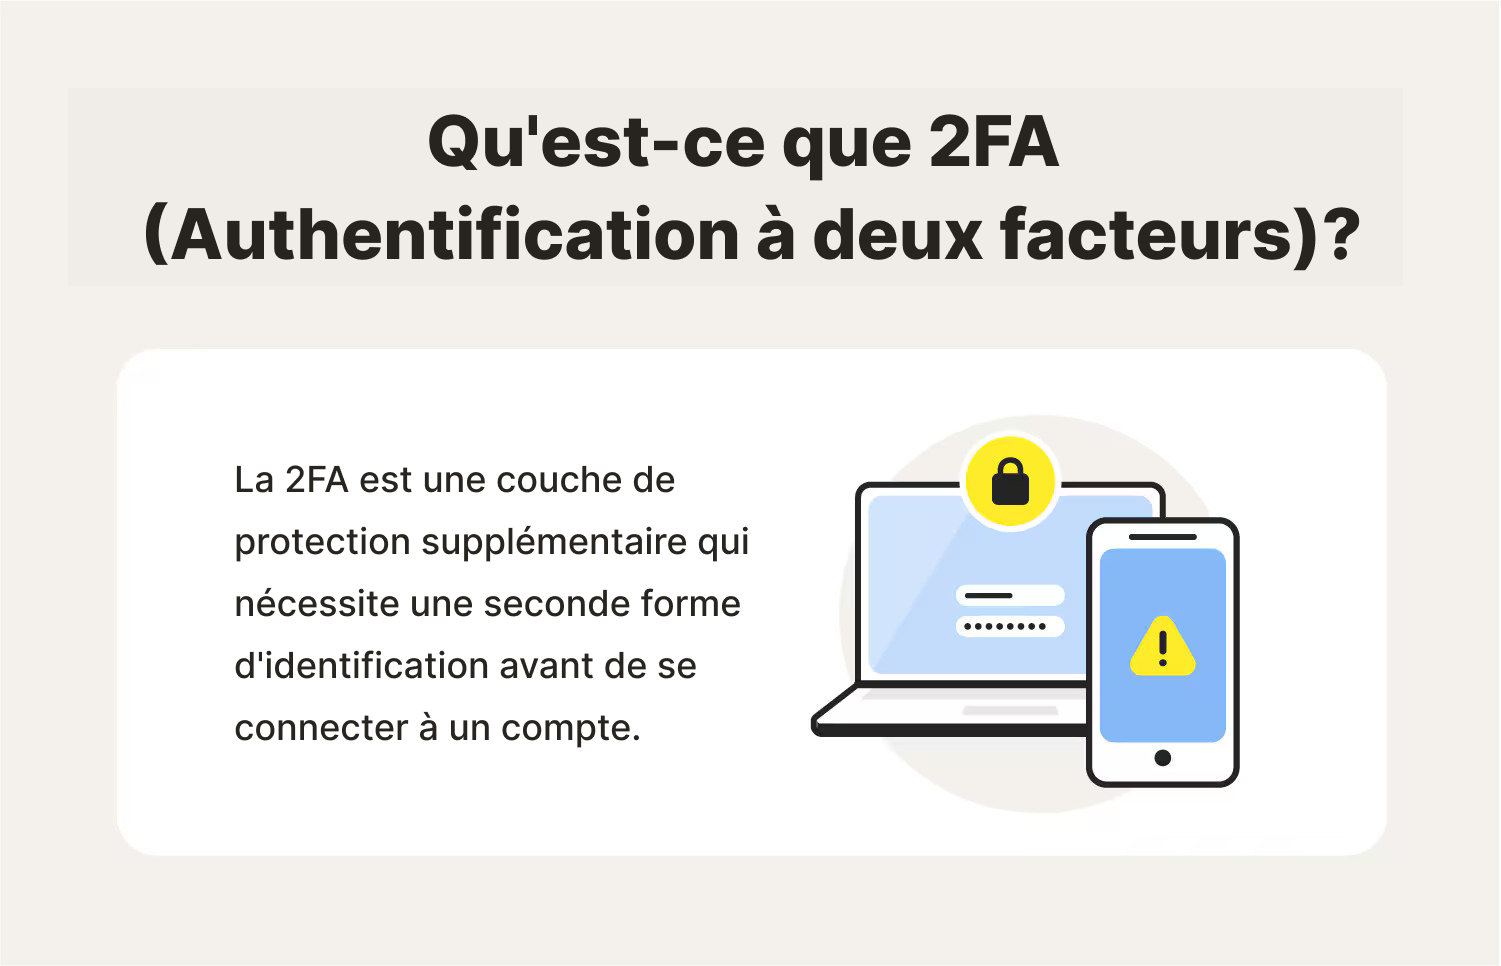 Qu'est-ce que 2FA
(Authentification à deux facteurs)?
La 2FA est une couche de
protection supplémentaire qui
nécessite une seconde forme
d'identification avant de se
connecter à un compte.